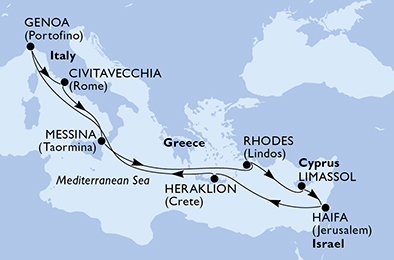 GENOA
(Portofino)
Italy
CIVITAVECCHIA
(Rome)
MESSINA
(Taormina)
Greece
RHODES
(Lindos)
Cyprus
LIMASSOL
Mediterranean Sea
HERAKLION
(Crete)
HAIFA
(Jerusalem)
Israel